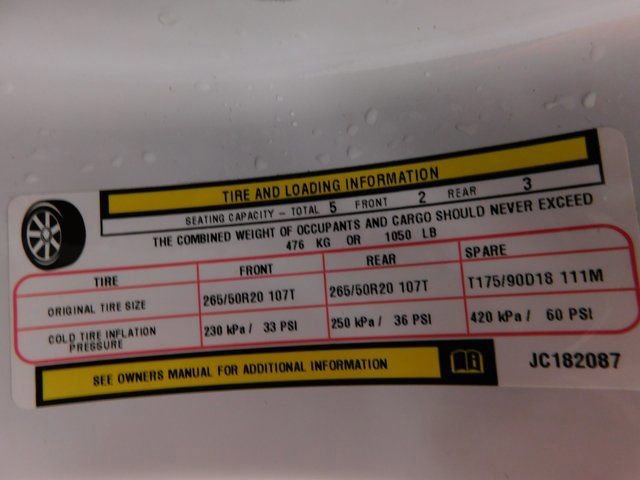 TIRE AND LOADING INFORMATION
SEATING CAPACITY - TOTAL 5 FRONT 2 REAR 3
THE COMBINED WEIGHT OF OCCUPANTS AND CARGO SHOULD NEVER EXCEED
476 KG OR 1050 LB
TIRE FRONT REAR SPARE
ORIGINAL TIRE SIZE 265/50R20 107T 265/50R20 107T T175/90D18 111M
COLD TIRE INFLATION PRESSURE 230 kPa / 33 PSI 250 kPa / 36 PSI 420 kPa / 60 PSI
SEE OWNERS MANUAL FOR ADDITIONAL INFORMATION i JC182087